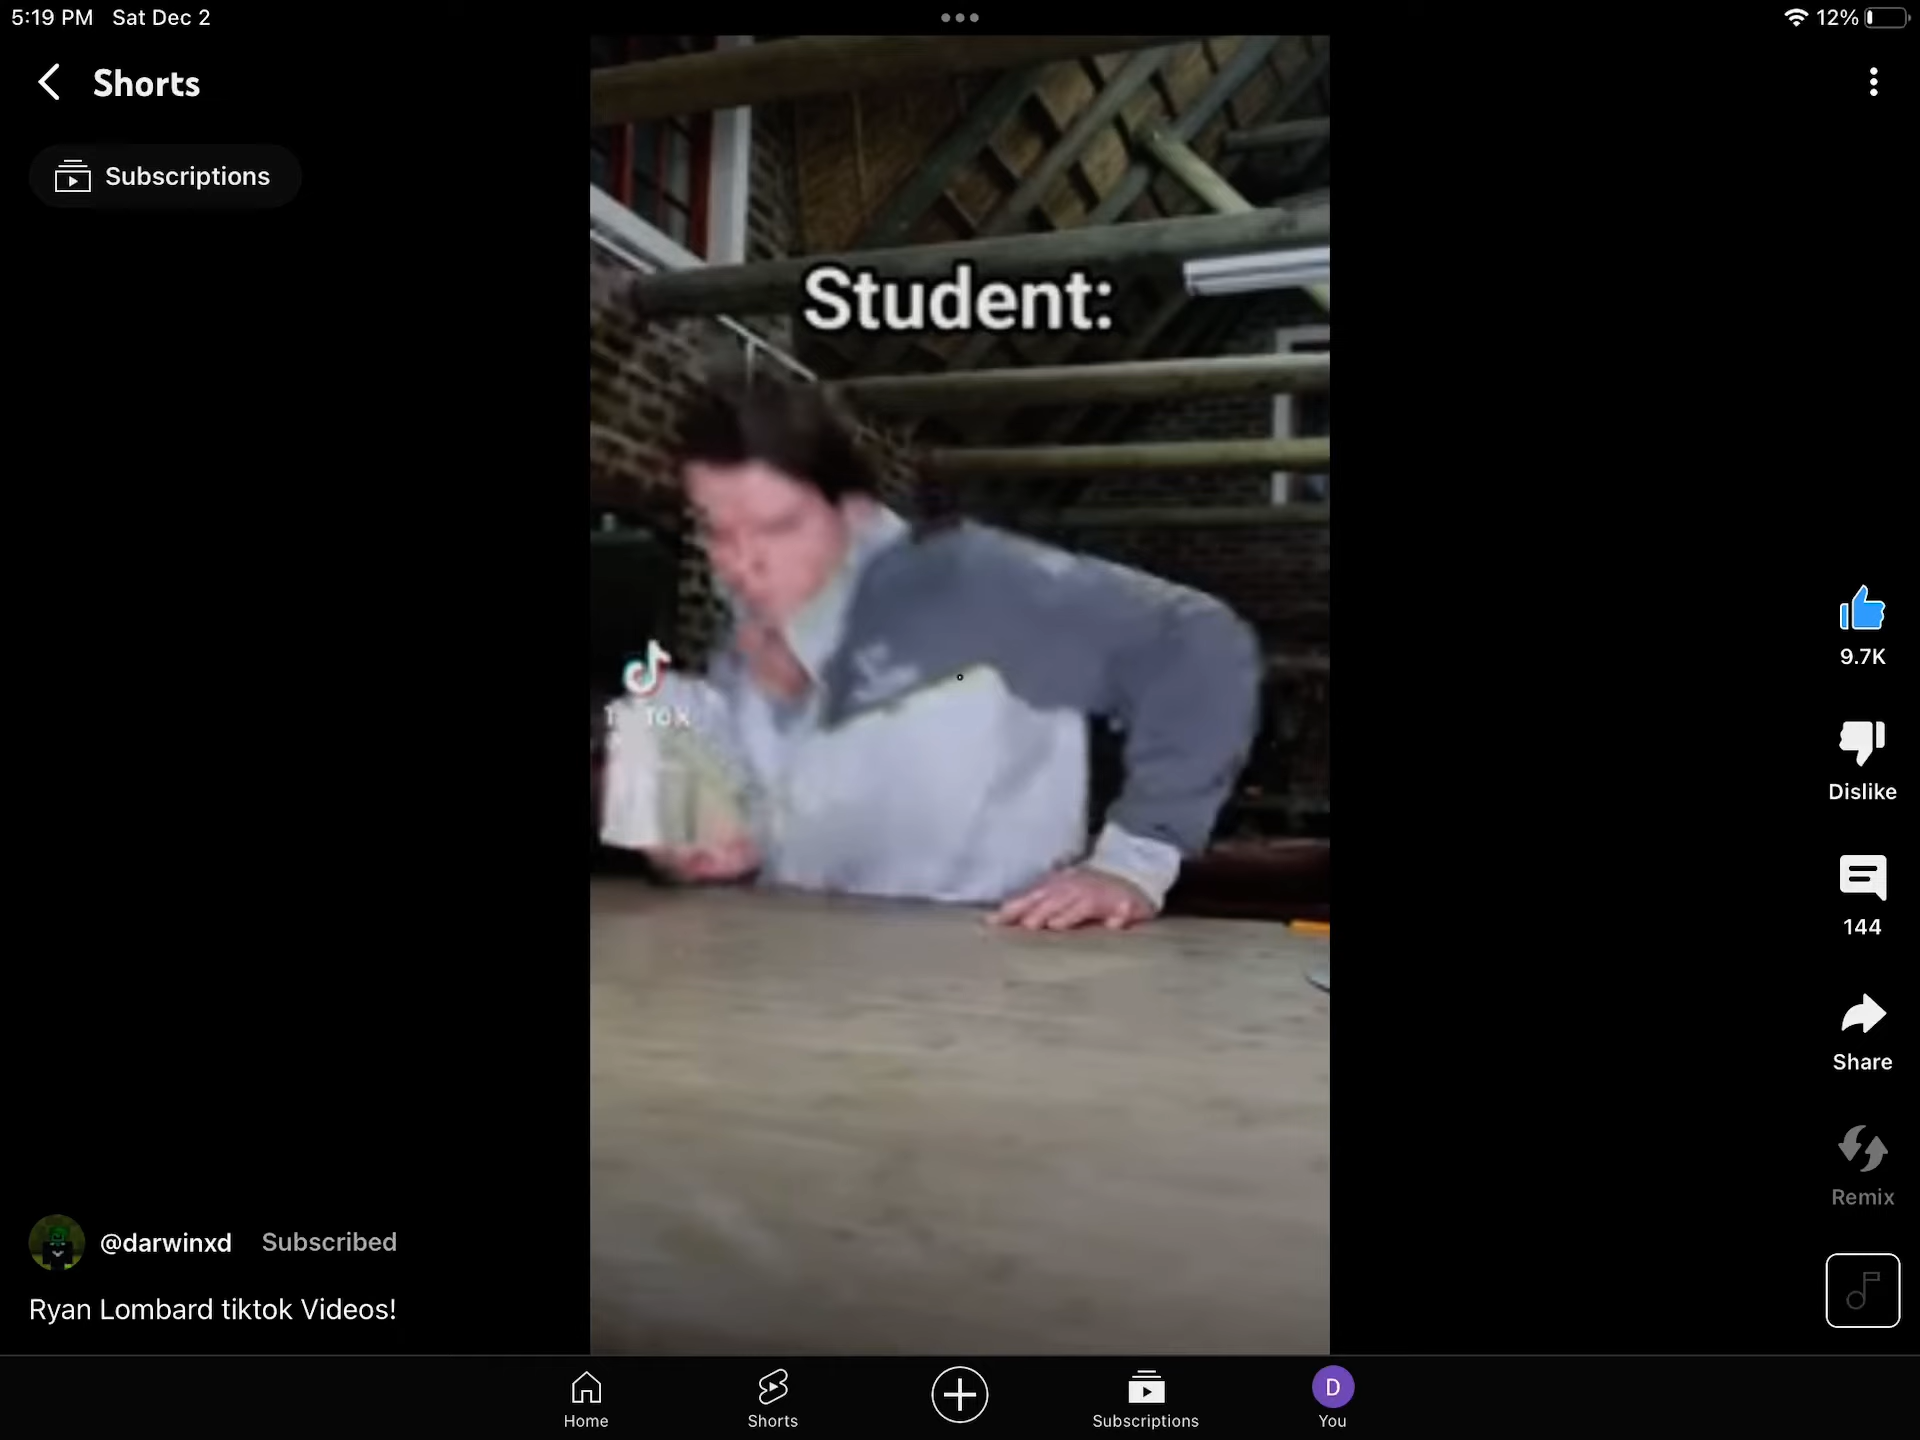 5:19 PM Sat Dec 2
12%
Shorts
Subscriptions
Student:
9.7K
Dislike
144
Share
Remix
@darwinxd Subscribed
Ryan Lombard tiktok Videos!
Home
Shorts
Subscriptions
D
You